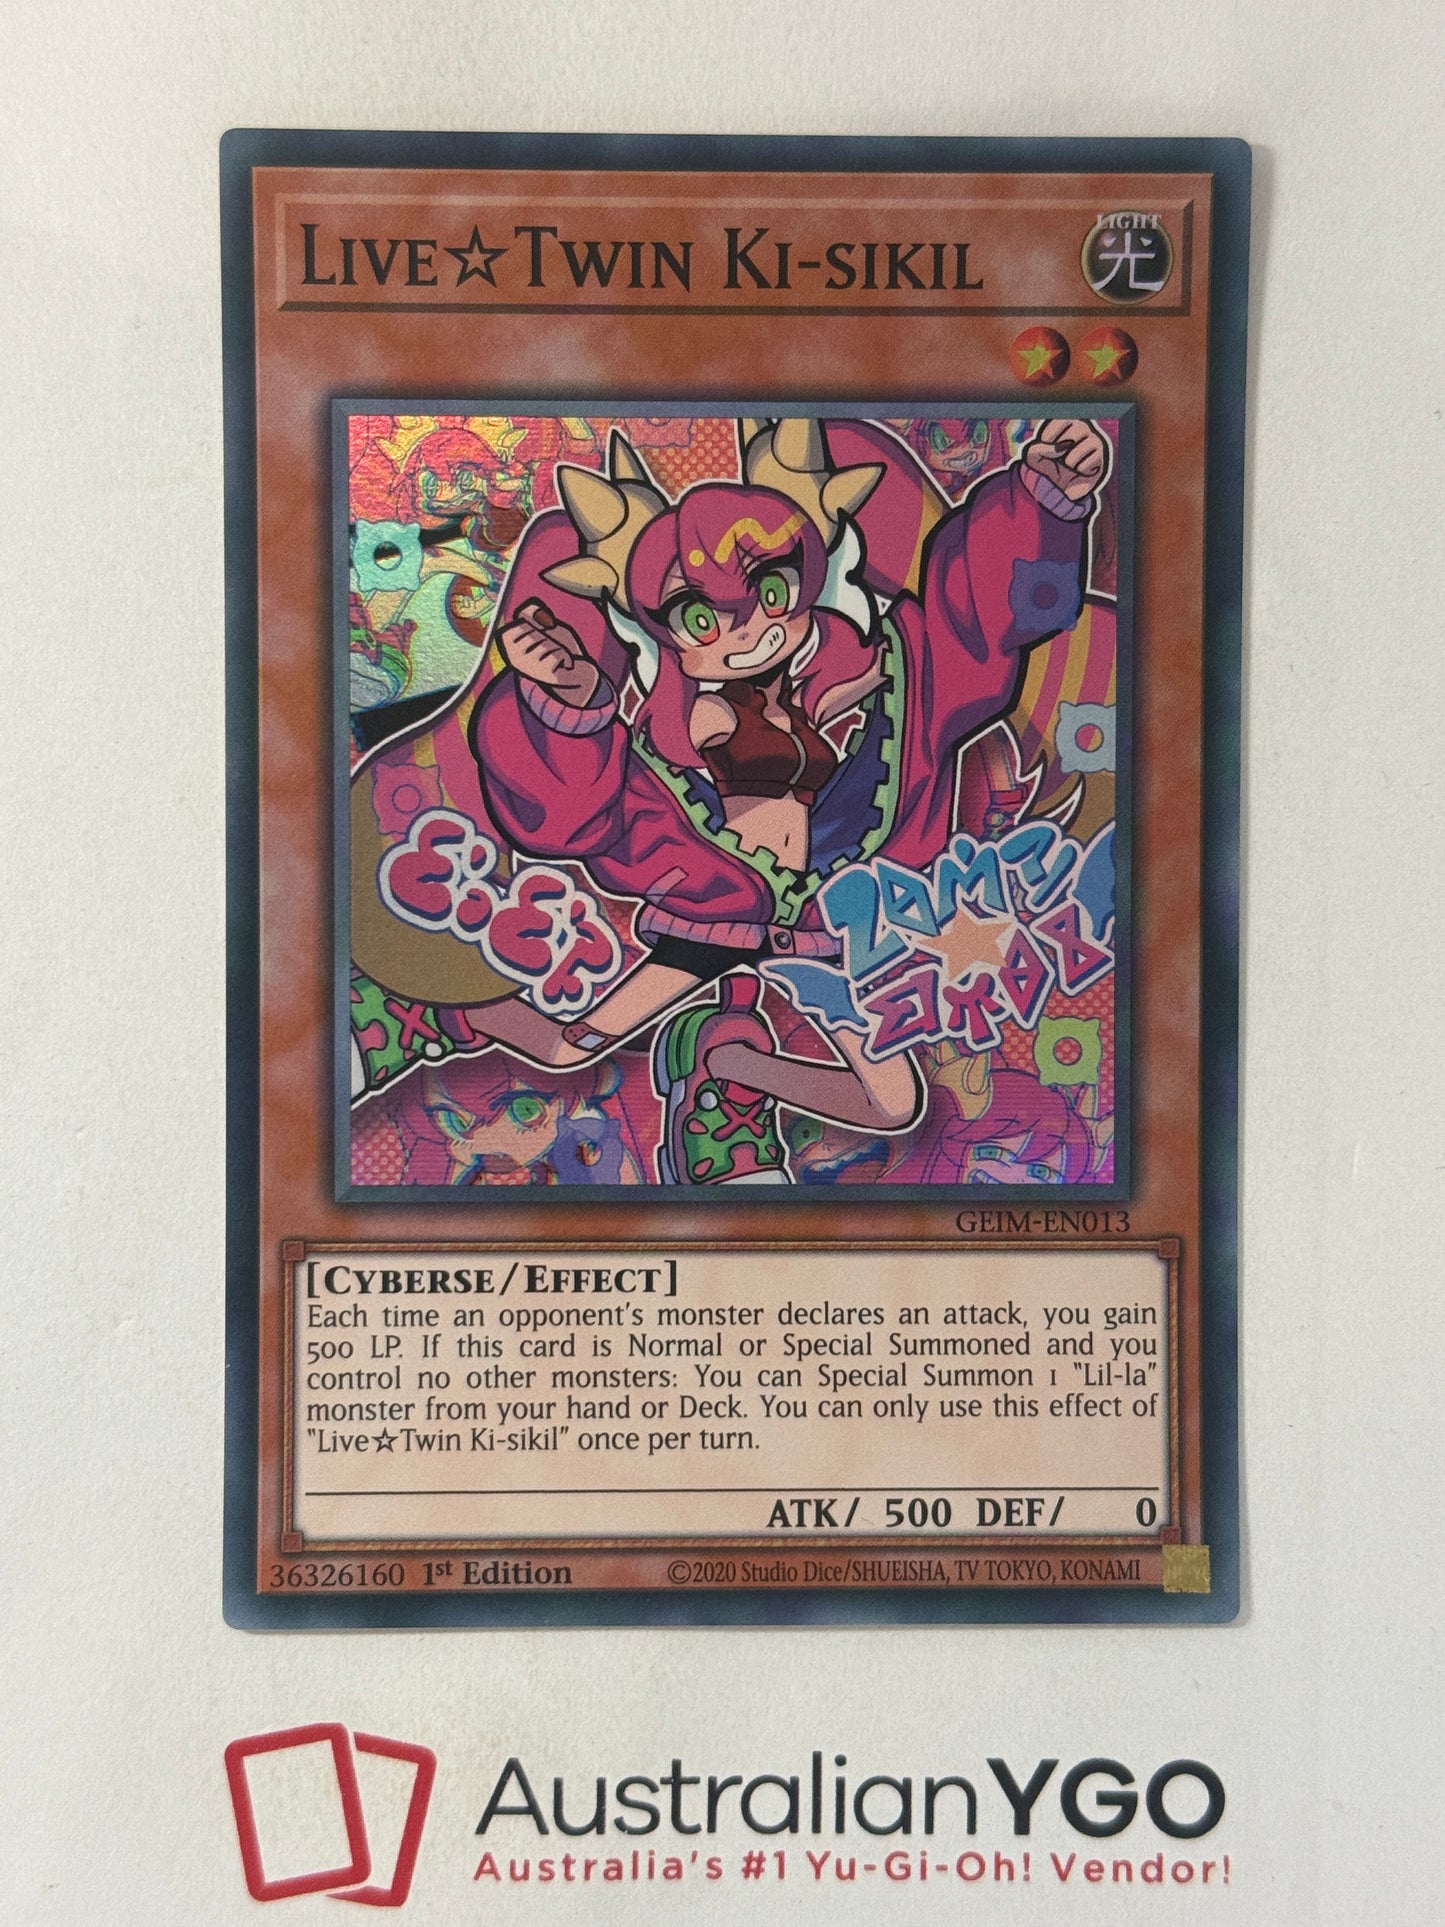 LIVE☆TWIN KI-SIKIL
LIGHT
光
GEIM-EN013
[CYBERSE/EFFECT]
Each time an opponent's monster declares an attack, you gain
500 LP. If this card is Normal or Special Summoned and you
control no other monsters: You can Special Summon 1 "Lil-la"
monster from your hand or Deck. You can only use this effect of
"Live☆Twin Ki-sikil" once per turn.
ATK/ 500 DEF/ 0
36326160 1st Edition
©2020 Studio Dice/SHUEISHA, TV TOKYO, KONAMI
AustralianYGO
Australia's #1 Yu-Gi-Oh! Vendor!